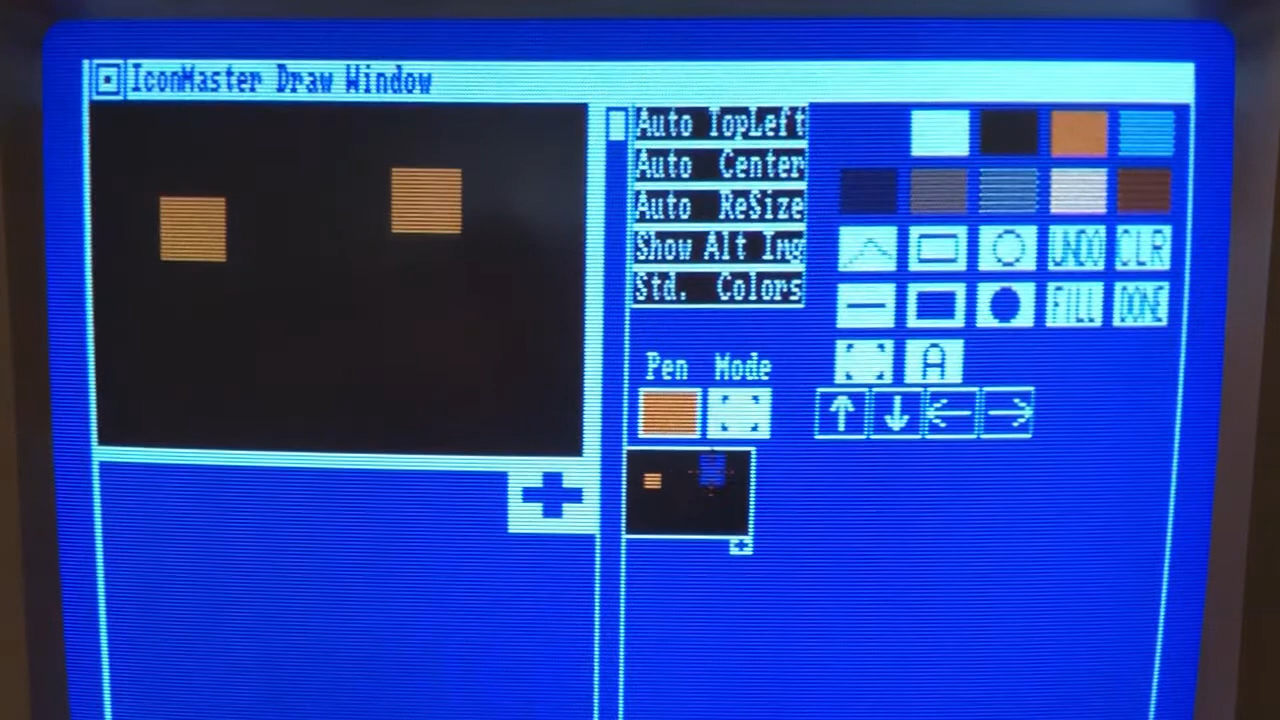 IconMaster Draw Window
Auto TopLeft
Auto Center
Auto ReSize
Show Alt Img
Std. Colors
UNDO CLR
FILL DONE
A
Pen Mode